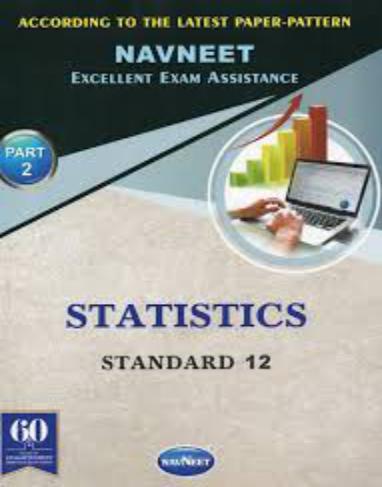 ACCORDING TO THE LATEST PAPER-PATTERN
NAVNEET
EXCELLENT EXAM ASSISTANCE
PART
2
STATISTICS
STANDARD 12
60
NAVNEET